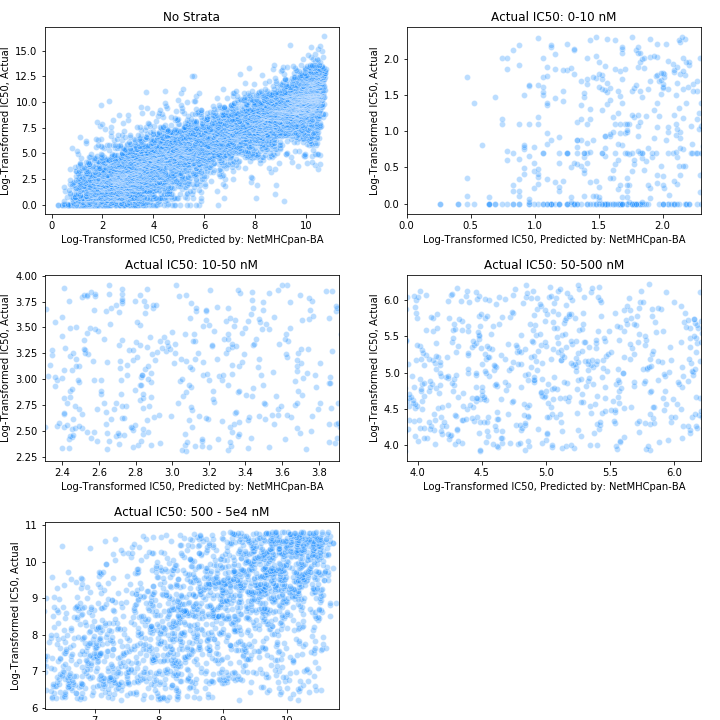 No Strata
15.0
12.5
10.0
7.5
5.0
2.5
0.0
Log-Transformed IC50, Actual
0 2 4 6 8 10
Log-Transformed IC50, Predicted by: NetMHCpan-BA
Actual IC50: 0-10 nM
2.0
1.5
1.0
0.5
0.0
Log-Transformed IC50, Actual
0.0 0.5 1.0 1.5 2.0
Log-Transformed IC50, Predicted by: NetMHCpan-BA
Actual IC50: 10-50 nM
4.00
3.75
3.50
3.25
3.00
2.75
2.50
2.25
Log-Transformed IC50, Actual
2.4 2.6 2.8 3.0 3.2 3.4 3.6 3.8
Log-Transformed IC50, Predicted by: NetMHCpan-BA
Actual IC50: 50-500 nM
6.0
5.5
5.0
4.5
4.0
Log-Transformed IC50, Actual
4.0 4.5 5.0 5.5 6.0
Log-Transformed IC50, Predicted by: NetMHCpan-BA
Actual IC50: 500 - 5e4 nM
11
10
9
8
7
6
Log-Transformed IC50, Actual
7 8 9 10